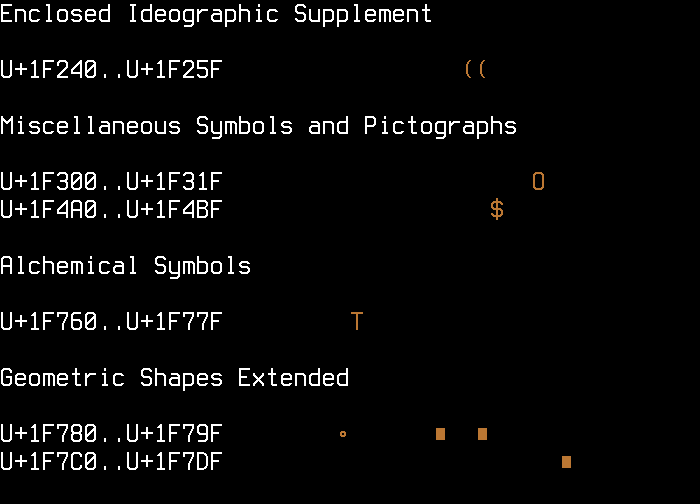 Enclosed Ideographic Supplement
U+1F240..U+1F25F ((
Miscellaneous Symbols and Pictographs
U+1F300..U+1F31F O
U+1F4A0..U+1F4BF $
Alchemical Symbols
U+1F760..U+1F77F T
Geometric Shapes Extended
U+1F780..U+1F79F ∘ ■ ■
U+1F7C0..U+1F7DF ■